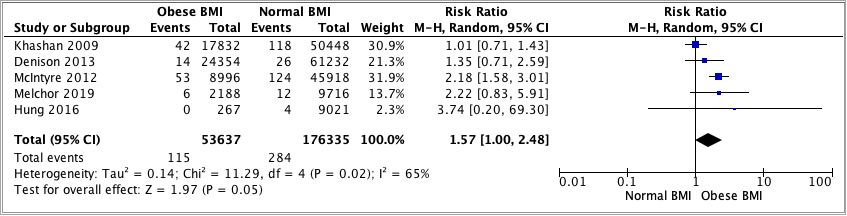 Obese BMI Normal BMI Risk Ratio Risk Ratio
Study or Subgroup Events Total Events Total Weight M-H, Random, 95% CI M-H, Random, 95% CI
Khashan 2009 42 17832 118 50448 30.9% 1.01 [0.71, 1.43]
Denison 2013 14 24354 26 61232 21.3% 1.35 [0.71, 2.59]
McIntyre 2012 53 8996 124 45918 31.9% 2.18 [1.58, 3.01]
Melchor 2019 6 2188 12 9716 13.7% 2.22 [0.83, 5.91]
Hung 2016 0 267 4 9021 2.3% 3.74 [0.20, 69.30]
Total (95% CI) 53637 176335 100.0% 1.57 [1.00, 2.48]
Total events 115 284
Heterogeneity: Tau² = 0.14; Chi² = 11.29, df = 4 (P = 0.02); I² = 65%
Test for overall effect: Z = 1.97 (P = 0.05)
0.01 0.1 1 10 100
Normal BMI Obese BMI